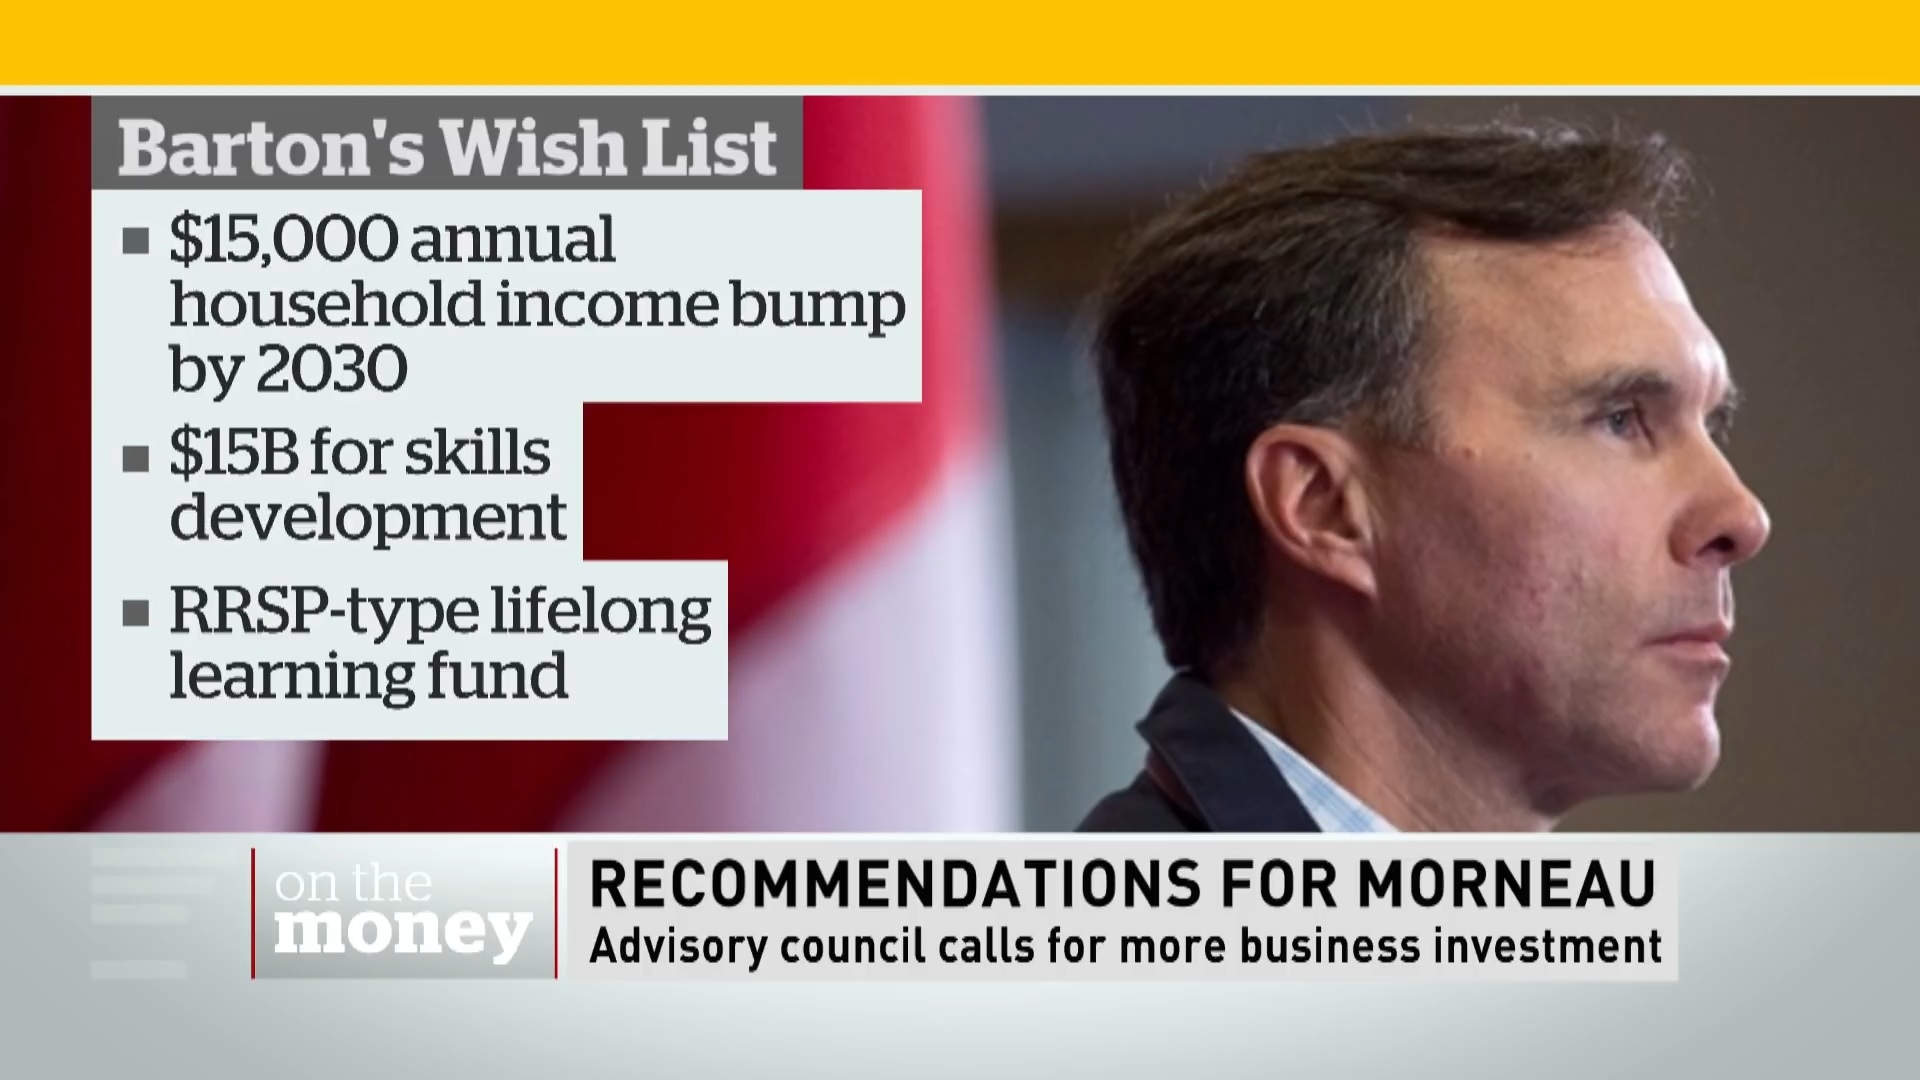 Barton's Wish List
$15,000 annual
household income bump
by 2030
$15B for skills
development
RRSP-type lifelong
learning fund
on the
money
RECOMMENDATIONS FOR MORNEAU
Advisory council calls for more business investment